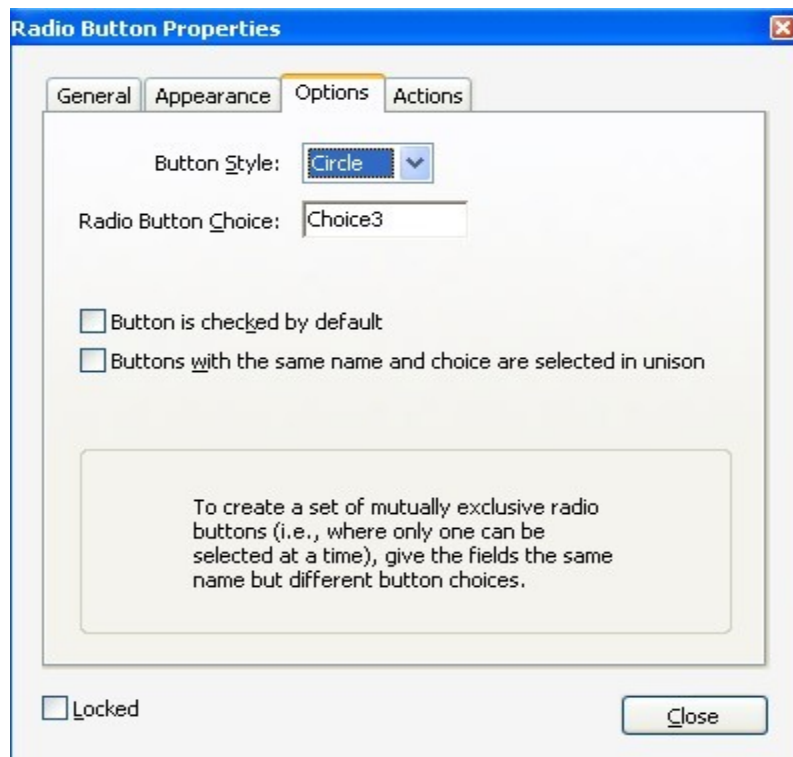 Radio Button Properties
General Appearance Options Actions
Button Style: Circle
Radio Button Choice: Choice3
Button is checked by default
Buttons with the same name and choice are selected in unison
To create a set of mutually exclusive radio
buttons (i.e., where only one can be
selected at a time), give the fields the same
name but different button choices.
Locked
Close